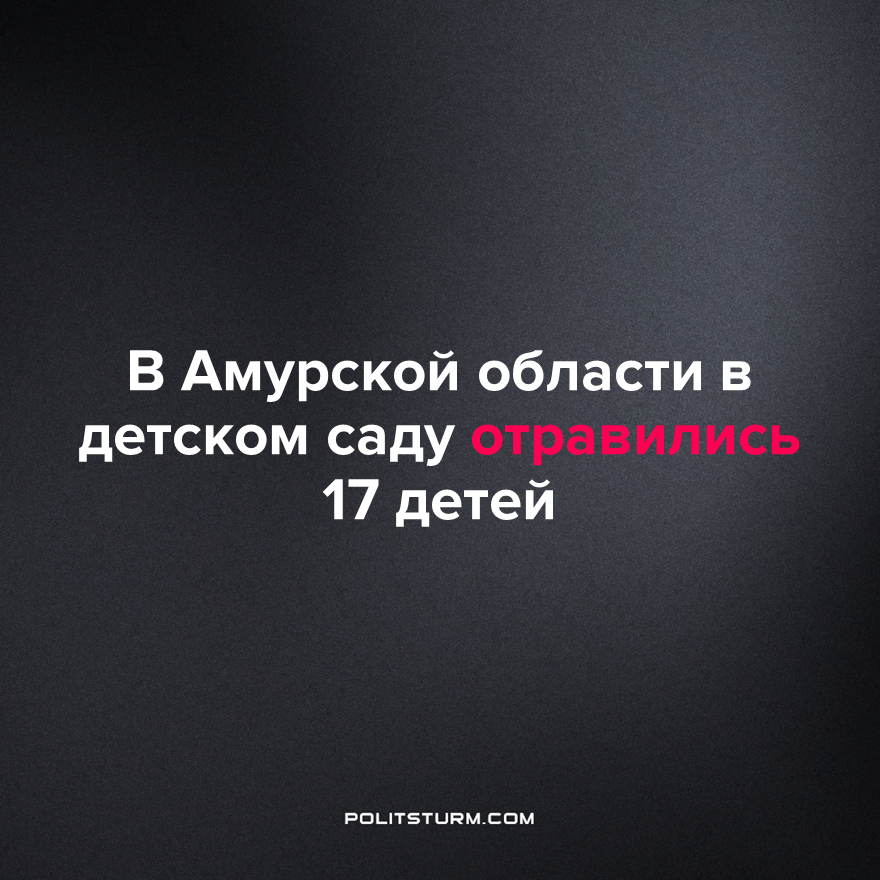 В Амурской области в
детском саду отравились
17 детей
POLITSTURM.COM